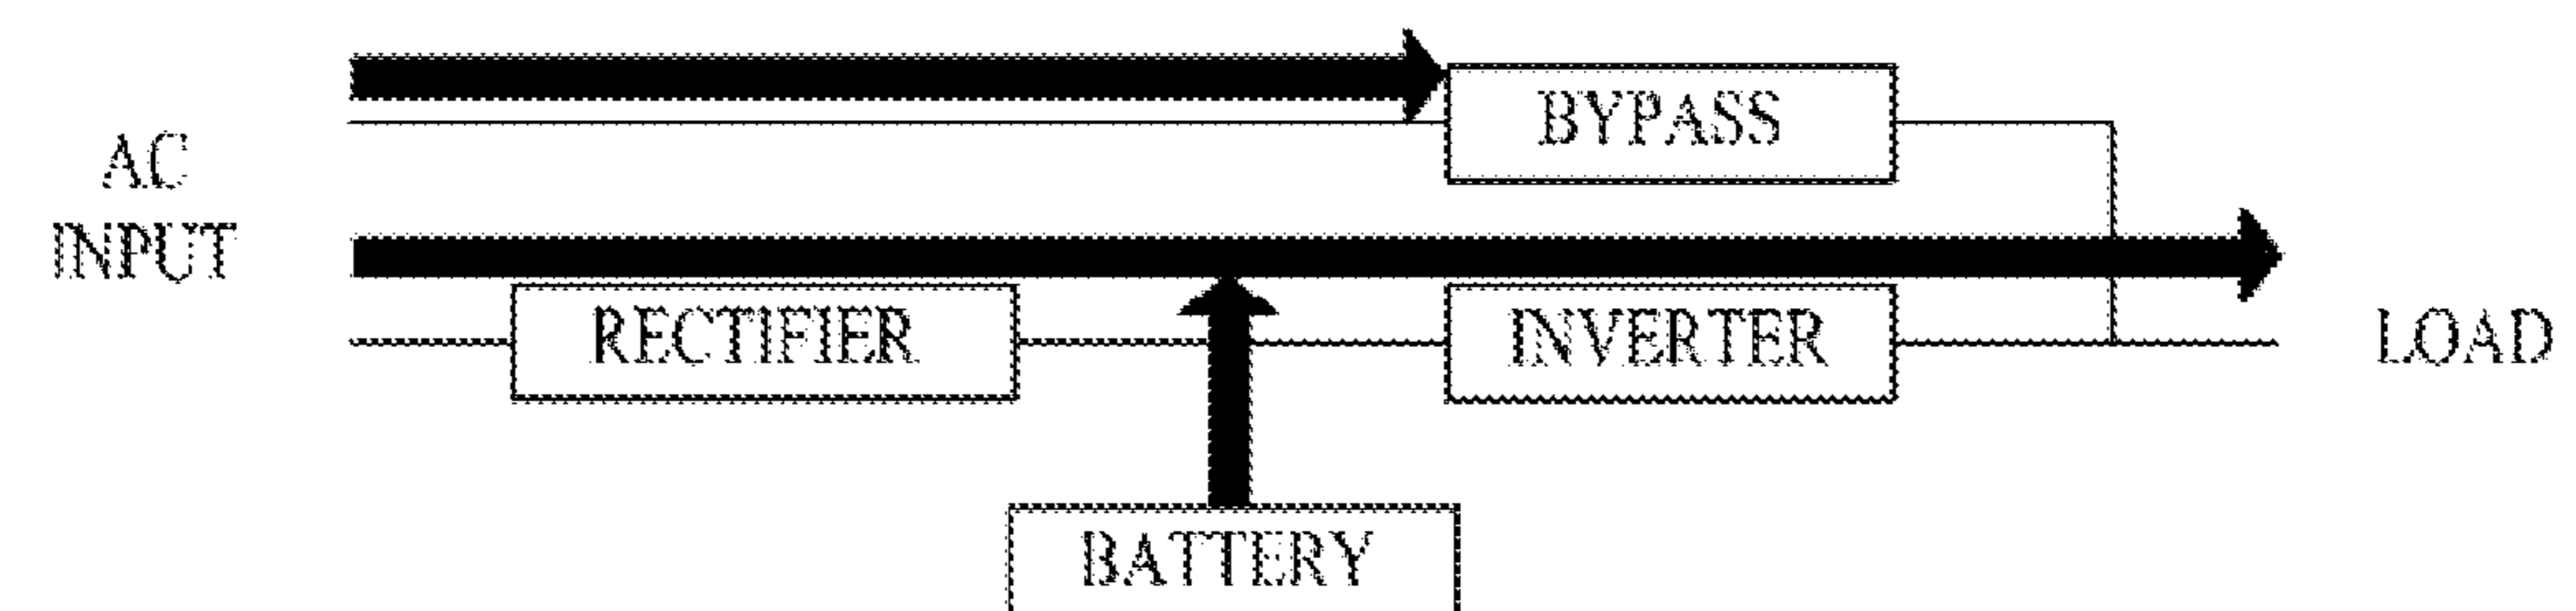 BYPASS
AC
INPUT
RECTIFIER
INVERTER
LOAD
BATTERY